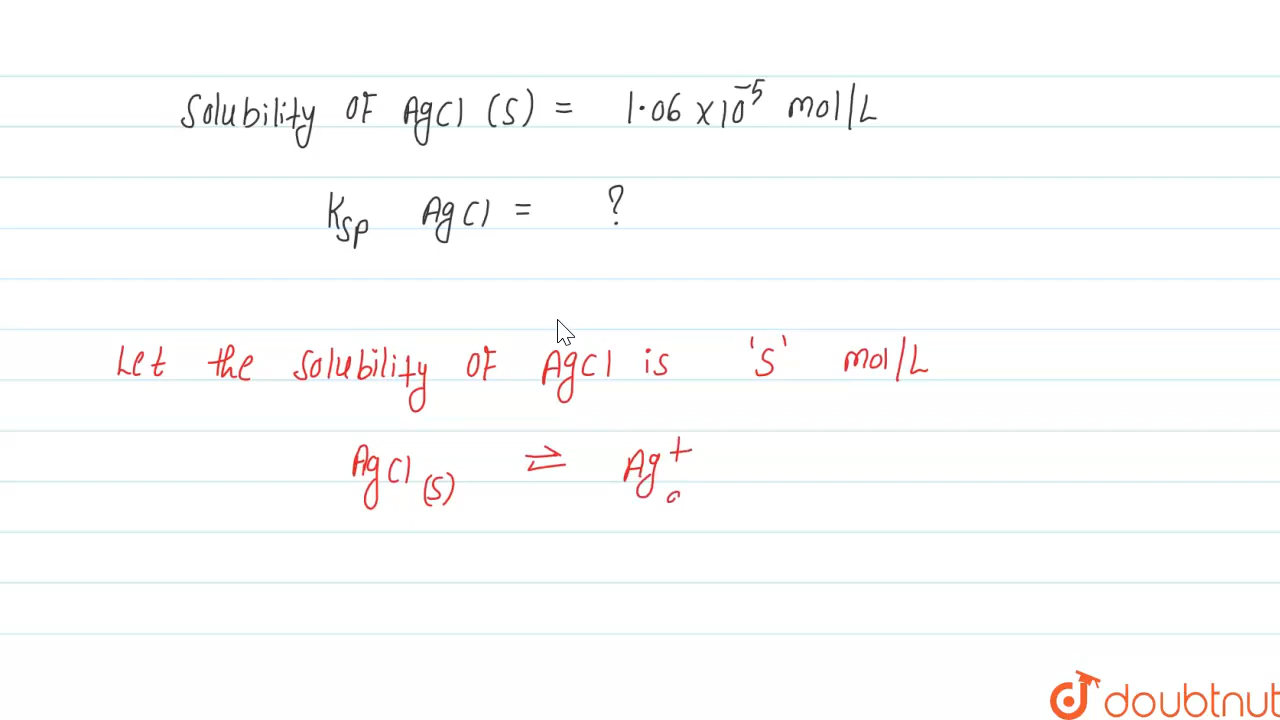 Solubility of AgCl (S) = 1.06 x 10⁻⁵ mol/L
Ksp AgCl = ?
Let the solubility of AgCl is 'S' mol/L
AgCl (S) ⇌ Ag⁺
doubtnut